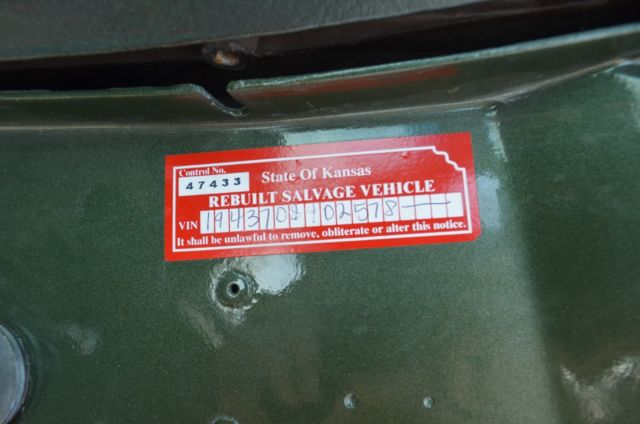 Control No.
47433
State Of Kansas
REBUILT SALVAGE VEHICLE
VIN 194370S402578
It shall be unlawful to remove, obliterate or alter this notice.